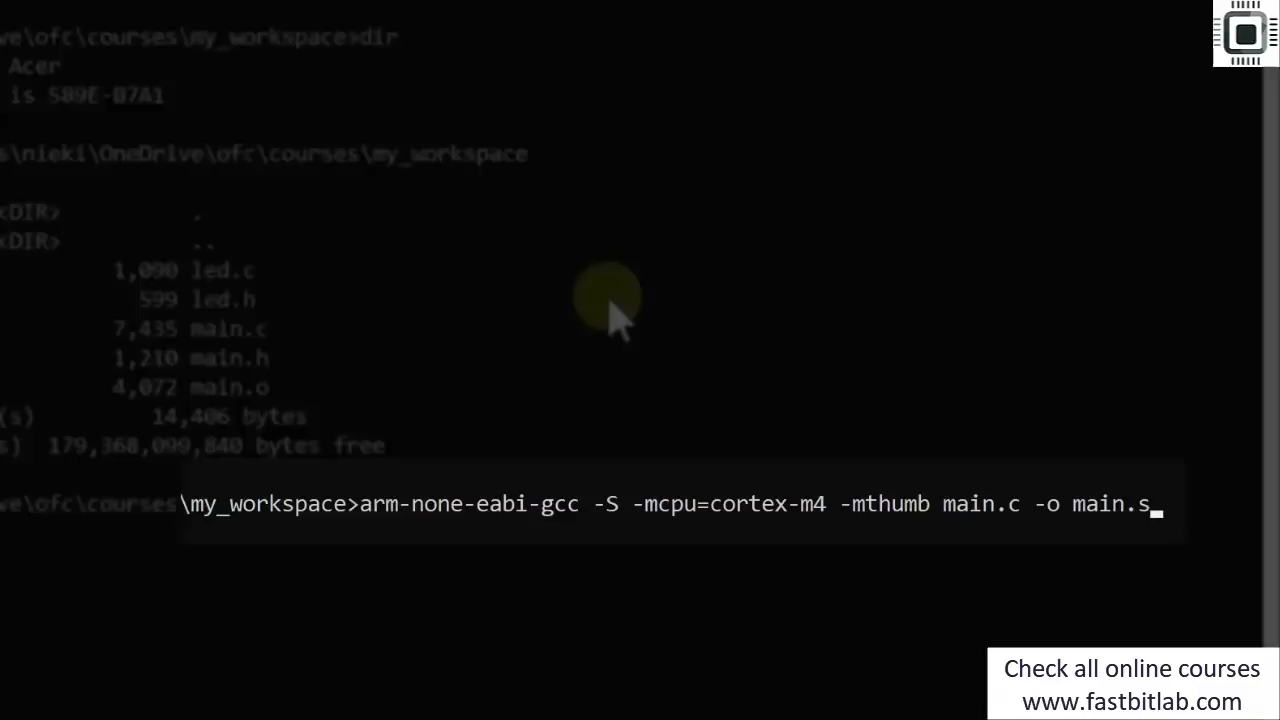 ve\ofc\courses\my_workspace>dir
Acer
is 589E-B7A1
s\nieki\OneDrive\ofc\courses\my_workspace
<DIR> .
<DIR> ..
1,090 led.c
599 led.h
7,435 main.c
1,210 main.h
4,072 main.o
(s) 14,406 bytes
s) 179,368,099,840 bytes free
ve\ofc\courses\my_workspace>arm-none-eabi-gcc -S -mcpu=cortex-m4 -mthumb main.c -o main.s
Check all online courses
www.fastbitlab.com